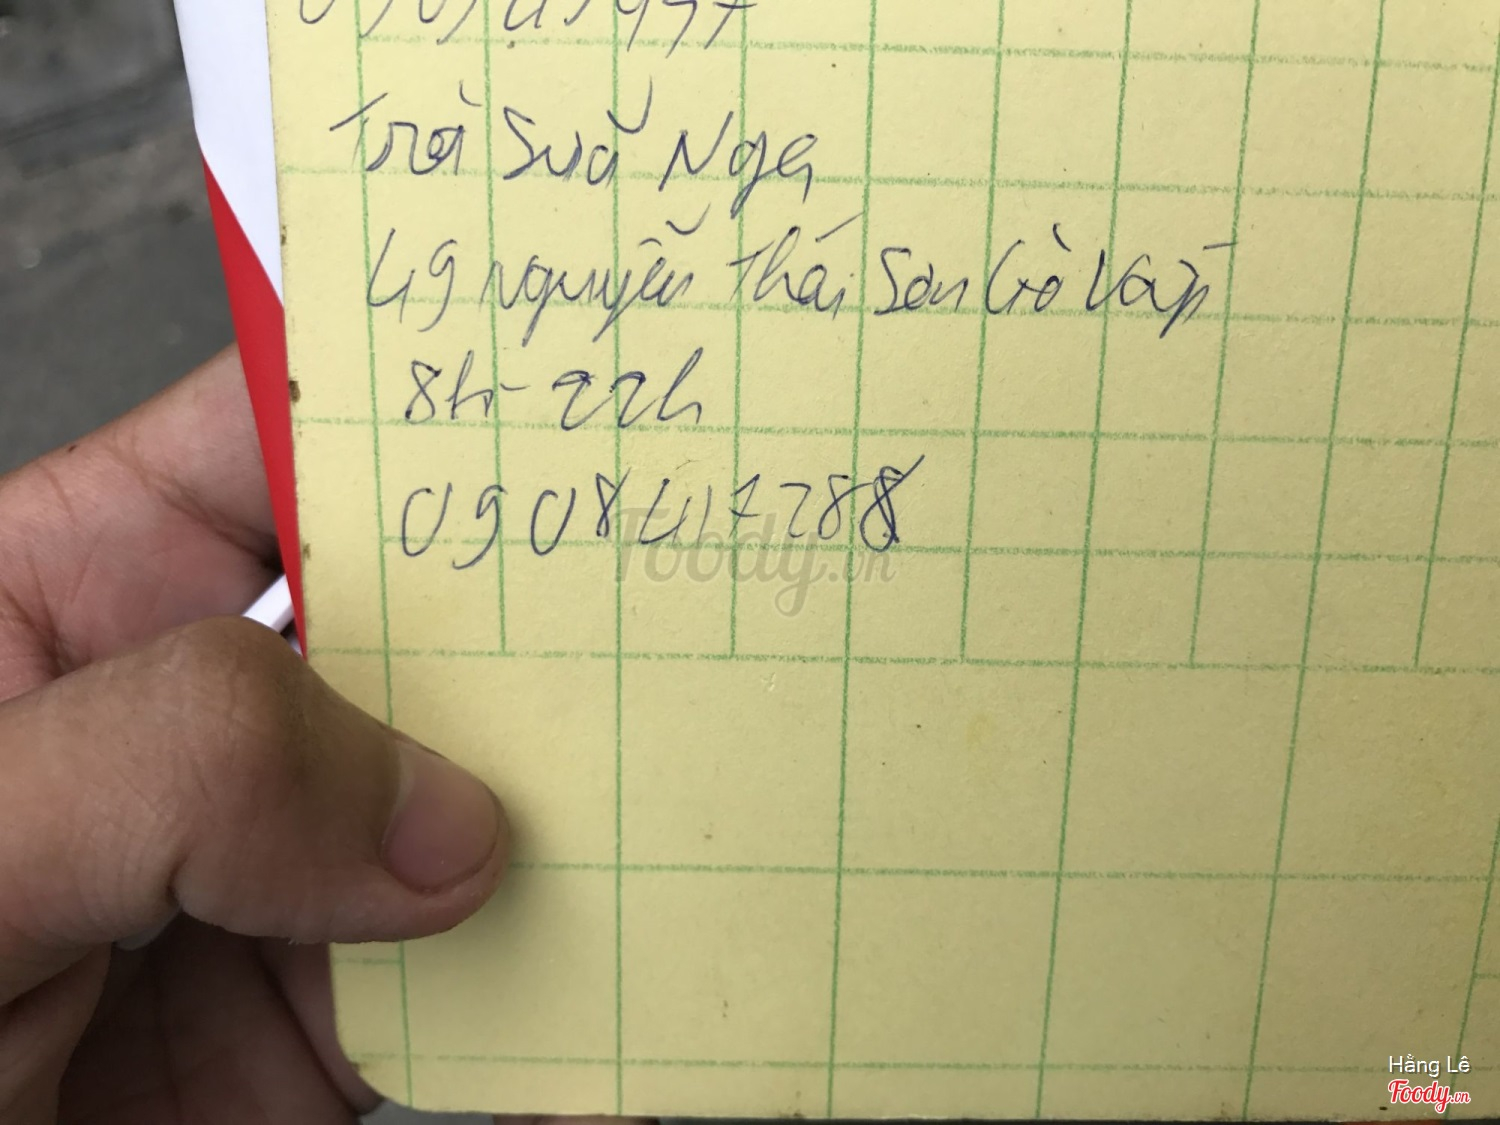 Trà Sữa Nga
49 Nguyễn Thái Sơn Gò Vấp
8h - 22h
0908417288
Foody.vn
Hằng Lê
Foody.vn